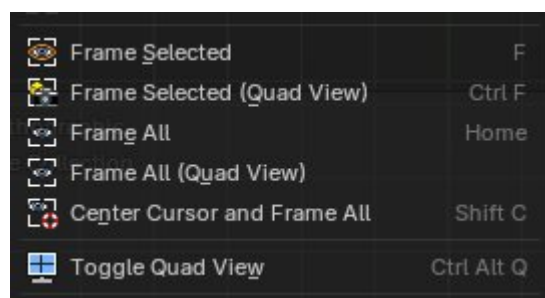 Frame Selected F
Frame Selected (Quad View) Ctrl F
Frame All Home
Frame All (Quad View)
Center Cursor and Frame All Shift C
Toggle Quad View Ctrl Alt Q